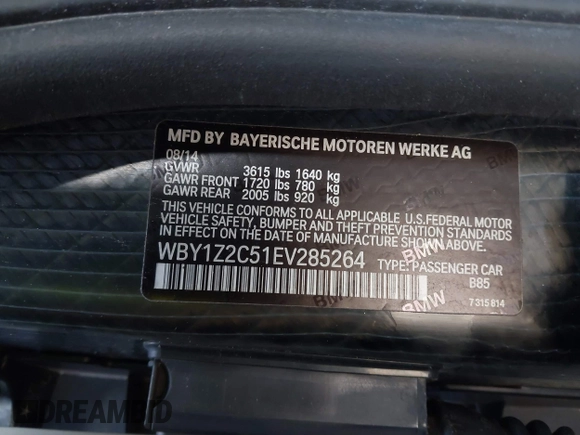 MFD BY BAYERISCHE MOTOREN WERKE AG
08/14
GVWR 3615 lbs 1640 kg
GAWR FRONT 1720 lbs 780 kg
GAWR REAR 2005 lbs 920 kg
THIS VEHICLE CONFORMS TO ALL APPLICABLE U.S.FEDERAL MOTOR
VEHICLE SAFETY, BUMPER, AND THEFT PREVENTION STANDARDS
IN EFFECT ON THE DATE OF MANUFACTURE SHOWN ABOVE.
WBY1Z2C51EV285264 TYPE: PASSENGER CAR
B85
7 315 814
BMW
BMW
BMW
DREAMBID